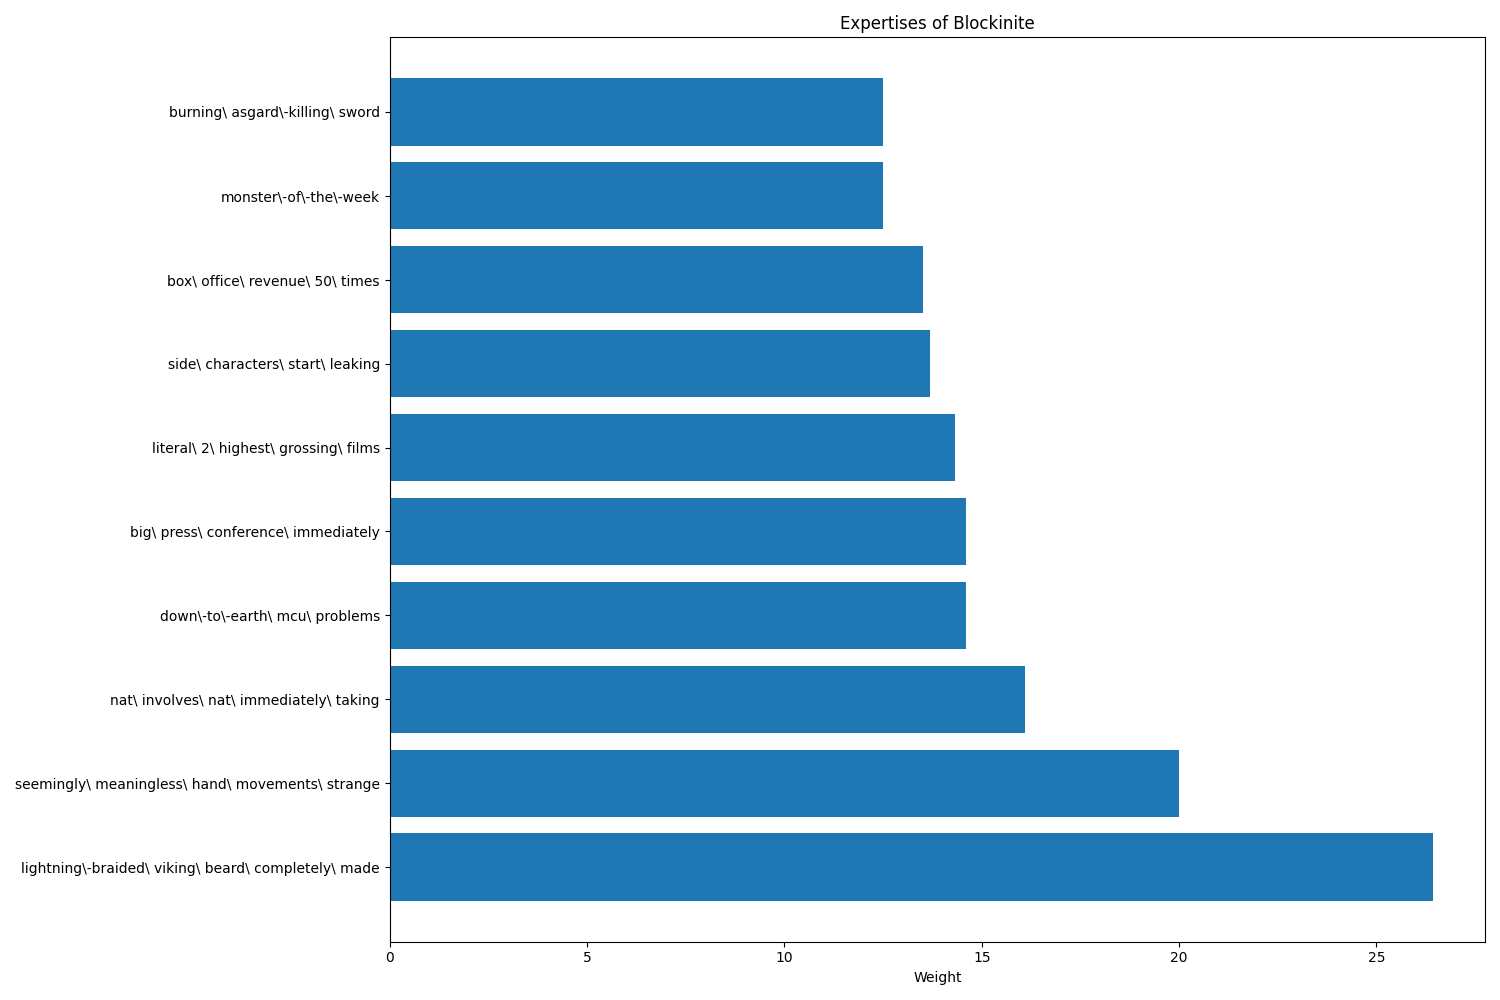 Expertises of Blockinite
burning\ asgard\-killing\ sword
monster\-of\-the\-week
box\ office\ revenue\ 50\ times
side\ characters\ start\ leaking
literal\ 2\ highest\ grossing\ films
big\ press\ conference\ immediately
down\-to\-earth\ mcu\ problems
nat\ involves\ nat\ immediately\ taking
seemingly\ meaningless\ hand\ movements\ strange
lightning\-braided\ viking\ beard\ completely\ made
0 5 10 15 20 25
Weight